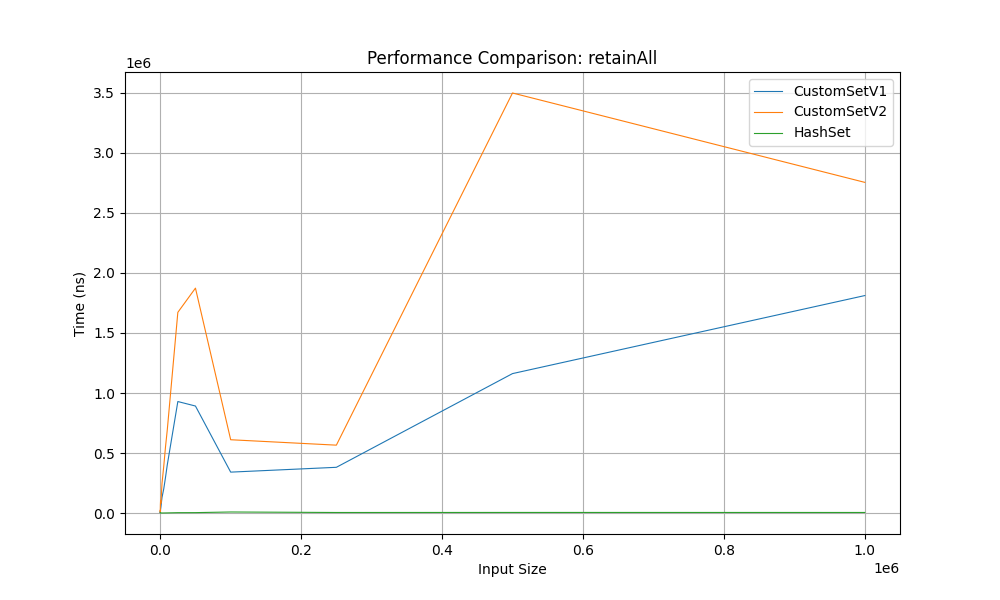 Performance Comparison: retainAll
1e6
3.5
3.0
2.5
2.0
1.5
1.0
0.5
0.0
Time (ns)
CustomSetV1
CustomSetV2
HashSet
0.0 0.2 0.4 0.6 0.8 1.0
1e6
Input Size